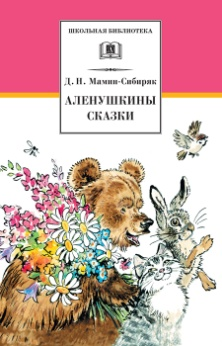 ШКОЛЬНАЯ БИБЛИОТЕКА
Д. Н. Мамин-Сибиряк
АЛЕНУШКИНЫ
СКАЗКИ